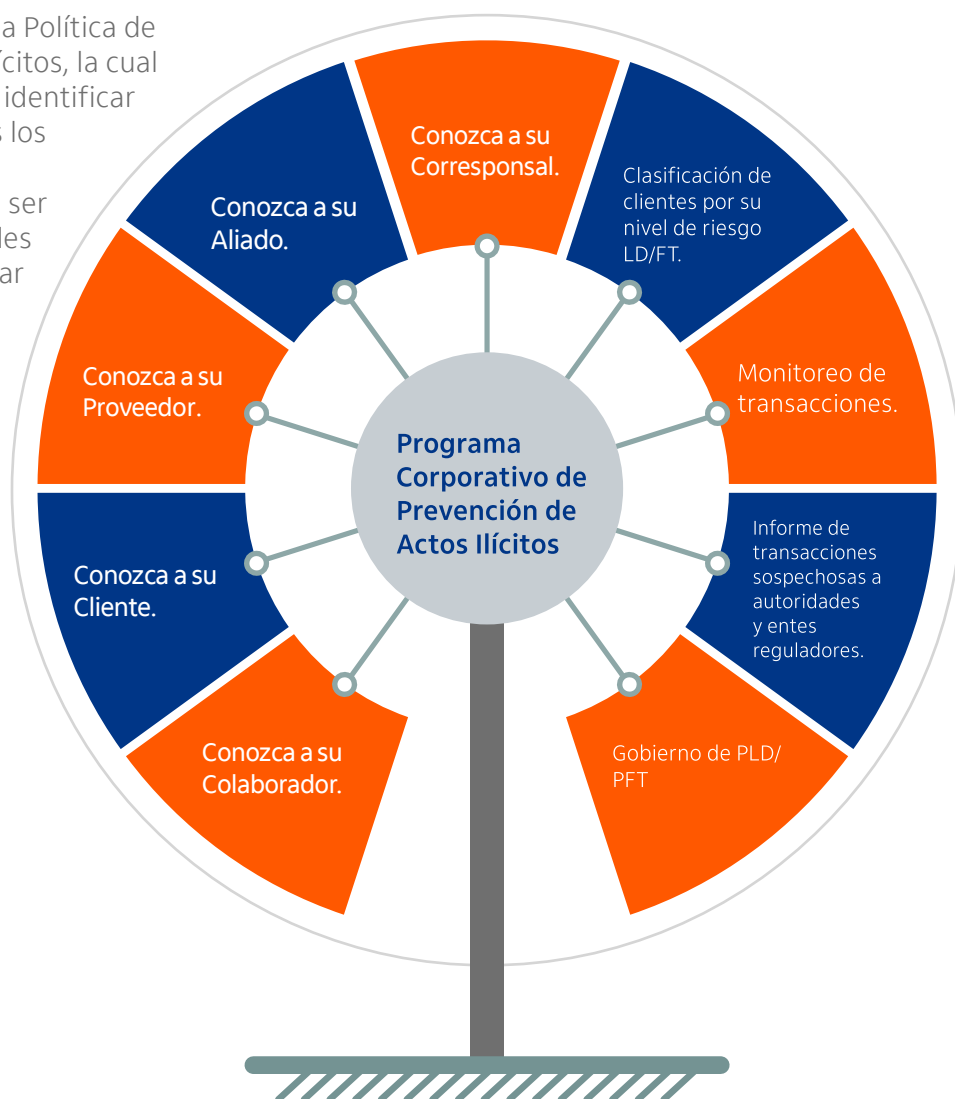 a Política de
ícitos, la cual
identificar
s los
ser
les
ar
Conozca a su
Corresponsal.
Clasificación de
clientes por su
nivel de riesgo
LD/FT.
Monitoreo de
transacciones.
Informe de
transacciones
sospechosas a
autoridades
y entes
reguladores.
Gobierno de PLD/
PFT
Conozca a su
Aliado.
Conozca a su
Proveedor.
Conozca a su
Cliente.
Conozca a su
Colaborador.
Programa
Corporativo de
Prevención de
Actos Ilícitos